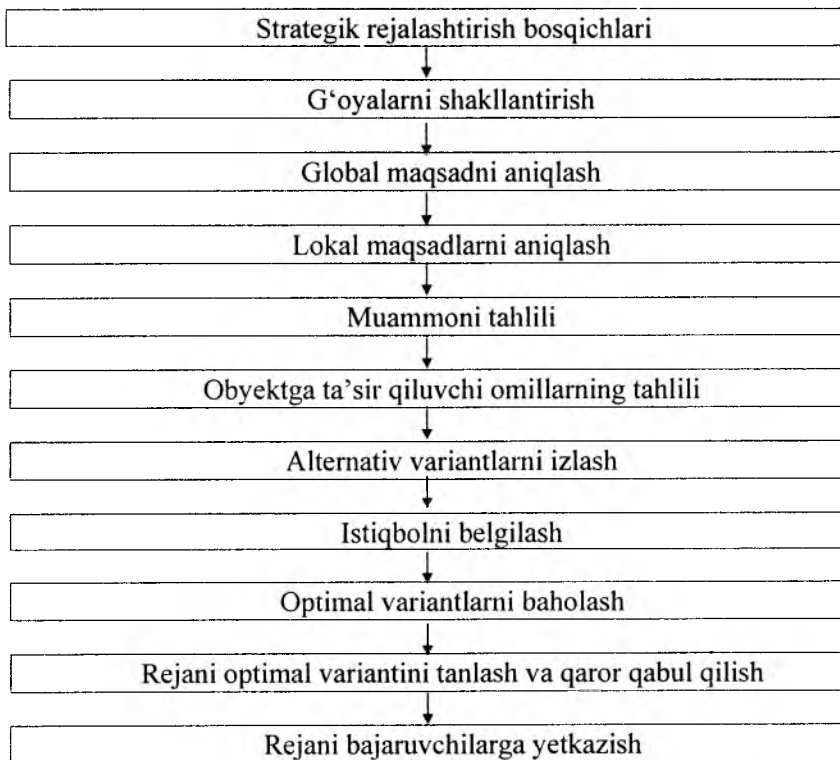 Strategik rejalashtirish bosqichlari
G‘oyalarni shakllantirish
Global maqsadni aniqlash
Lokal maqsadlarni aniqlash
Muammoni tahlili
Obyektga ta’sir qiluvchi omillarning tahlili
Alternativ variantlarni izlash
Istiqbolni belgilash
Optimal variantlarni baholash
Rejani optimal variantini tanlash va qaror qabul qilish
Rejani bajaruvchilarga yetkazish